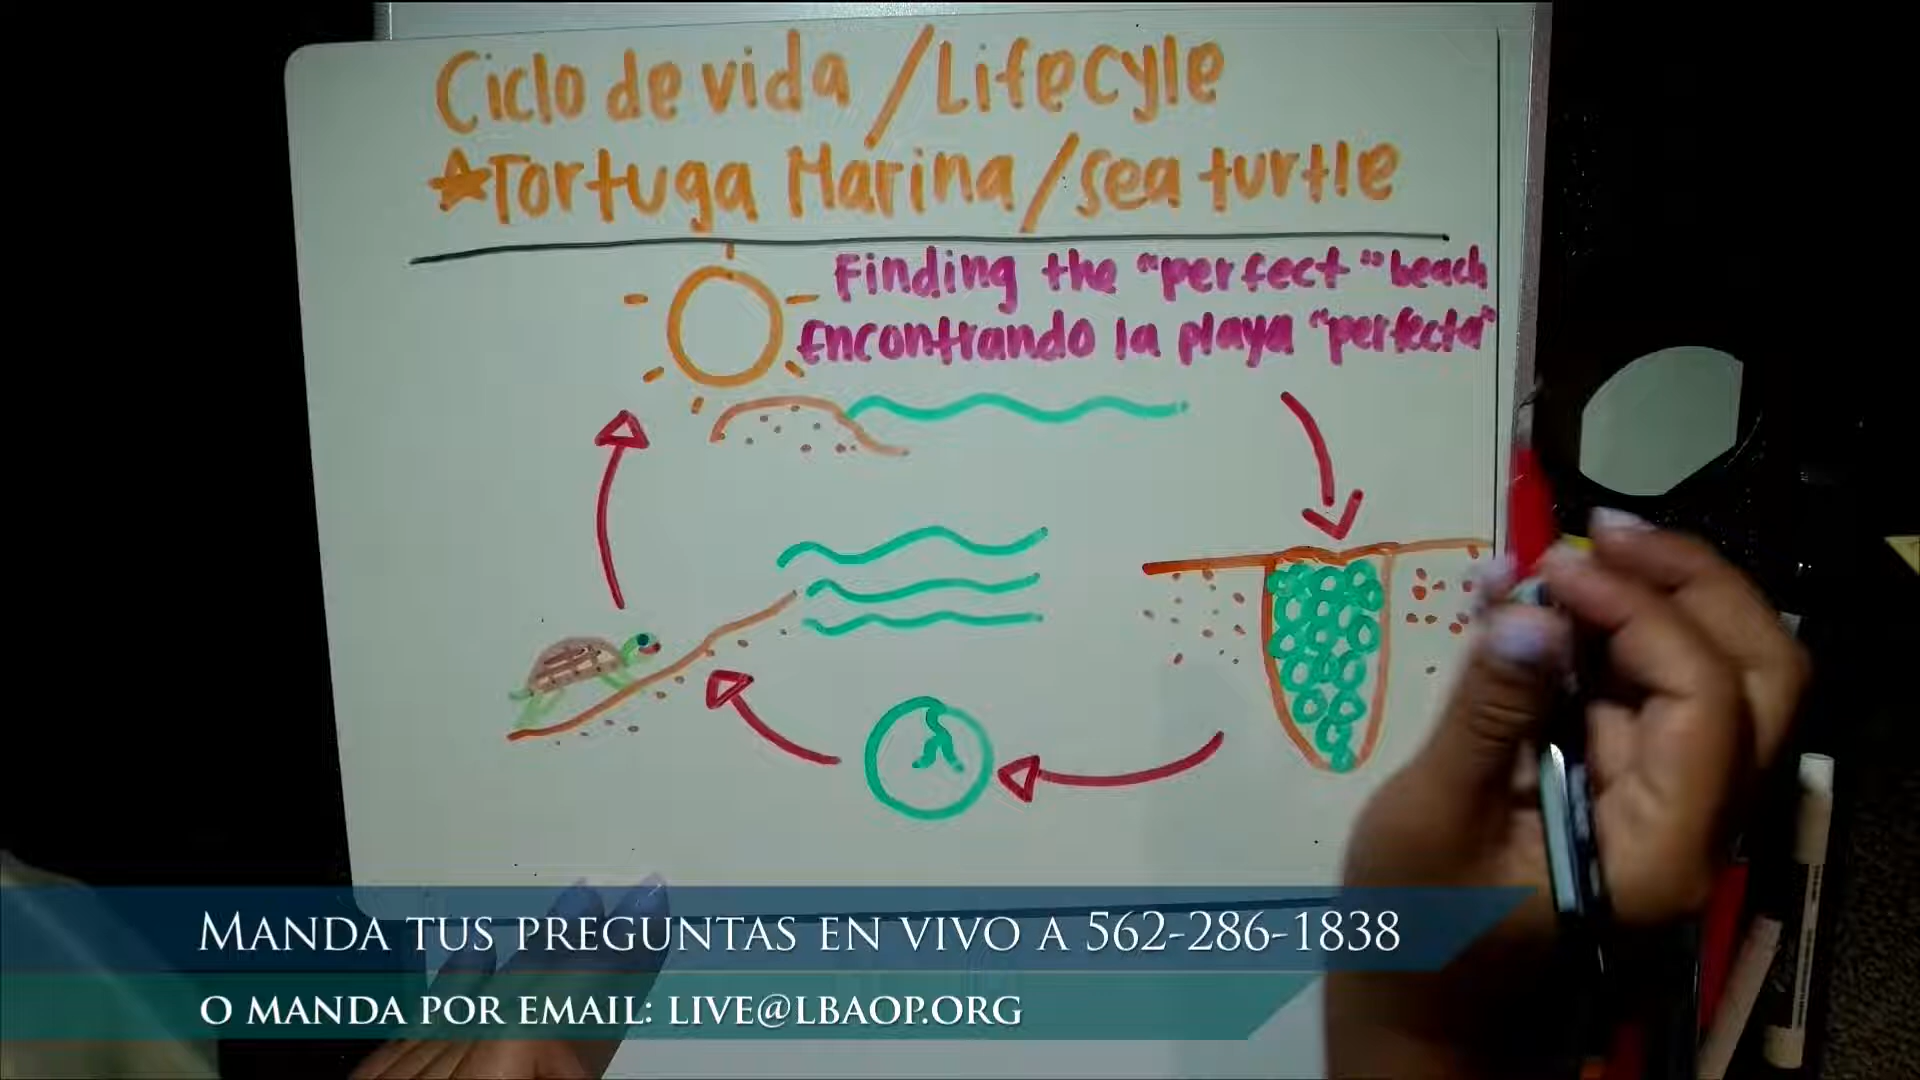 Ciclo de vida / Lifecyle
Tortuga Marina / sea turtle
Finding the "perfect" beach
Encontrando la playa "perfecta"
MANDA TUS PREGUNTAS EN VIVO A 562-286-1838
O MANDA POR EMAIL: LIVE@LBAOP.ORG